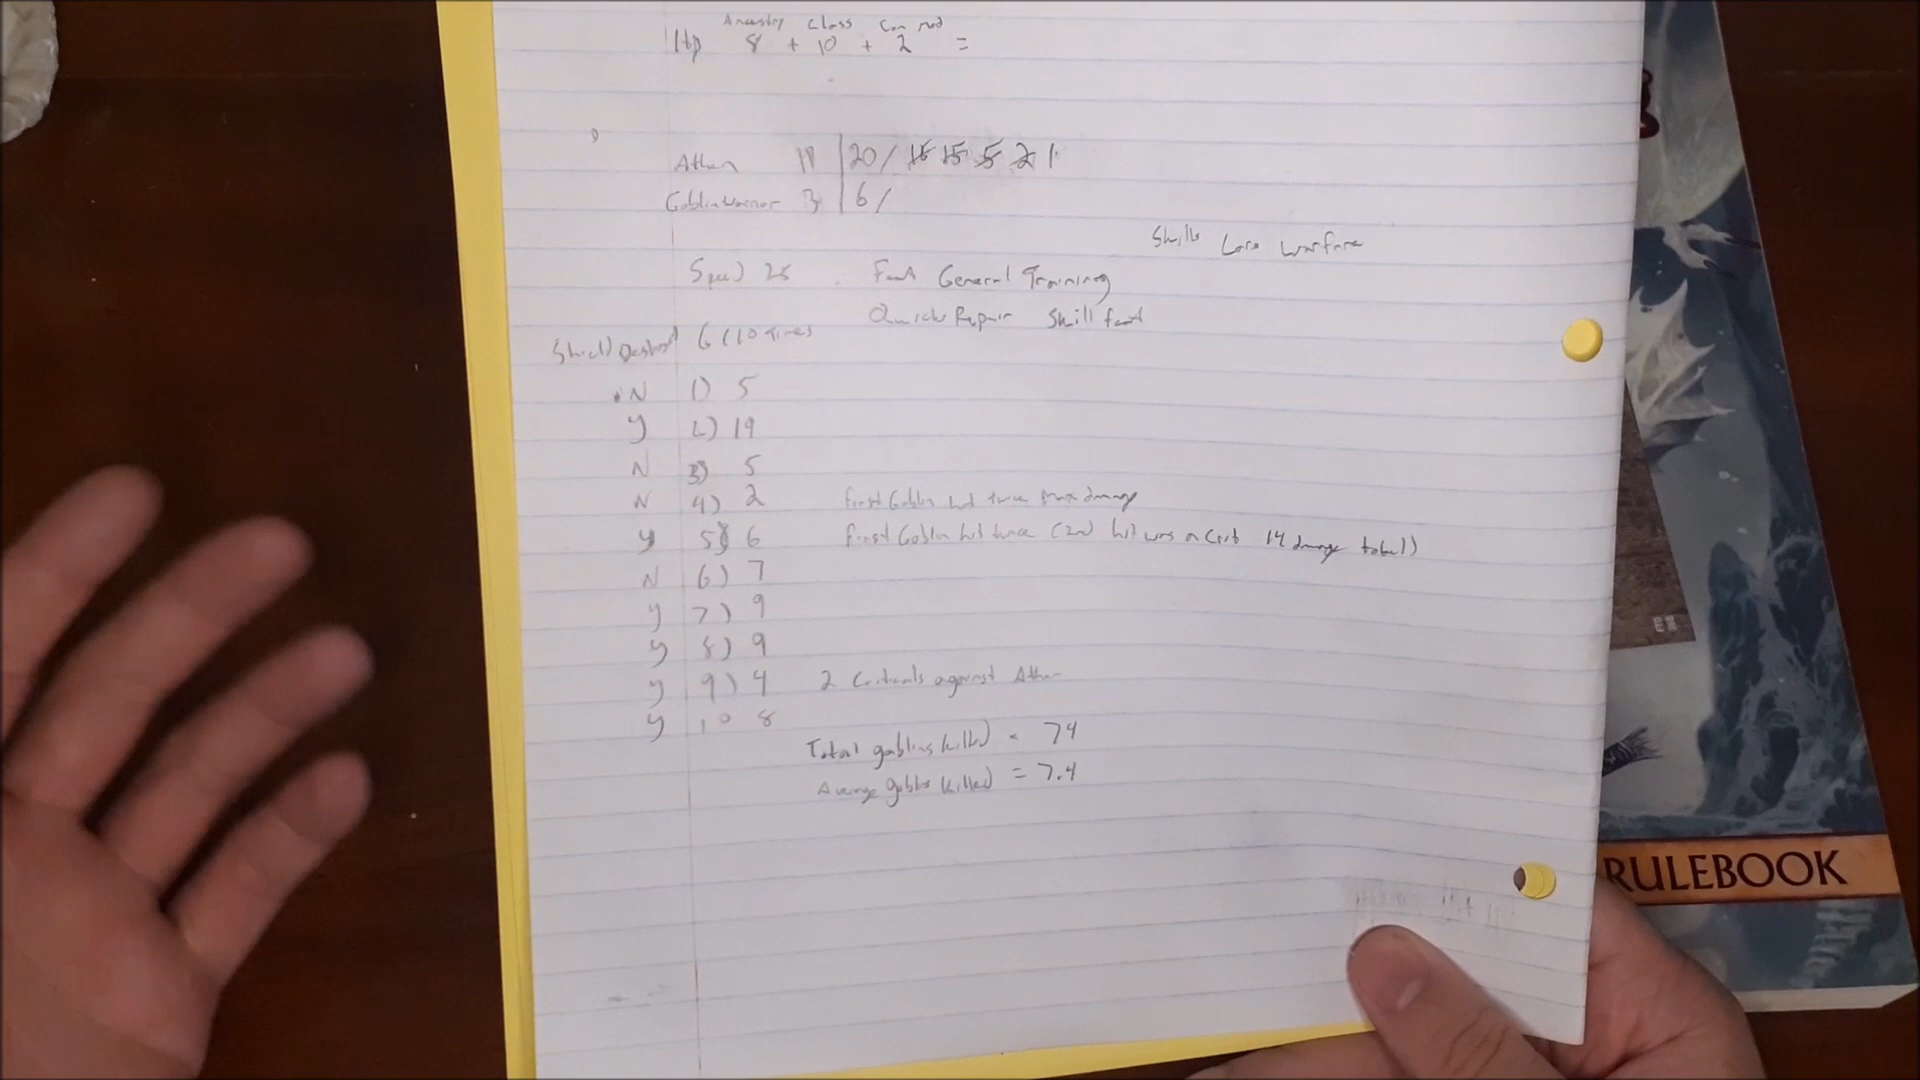 Ancestry Class Con mod
Hp 8 + 10 + 2 =
Athen 18 20/ 15 15 5 2 1
Goblin Warrior 6/
Skills Lore Warfare
Speed 25 Feat General Training
Quick Repair Skill feat
Shield Destroyed 6 (10 times
N 1) 5
y 2) 19
N 3) 5
N 4) 2 first Goblin hit twice max damage
y 5) 6 first Goblin hit twice (2nd hit was a Crit 14 damage total)
N 6) 7
y 7) 9
y 8) 9
y 9) 4 2 Criticals against Athen
y 10 8
Total goblins killed = 74
Average goblins killed = 7.4
RULEBOOK